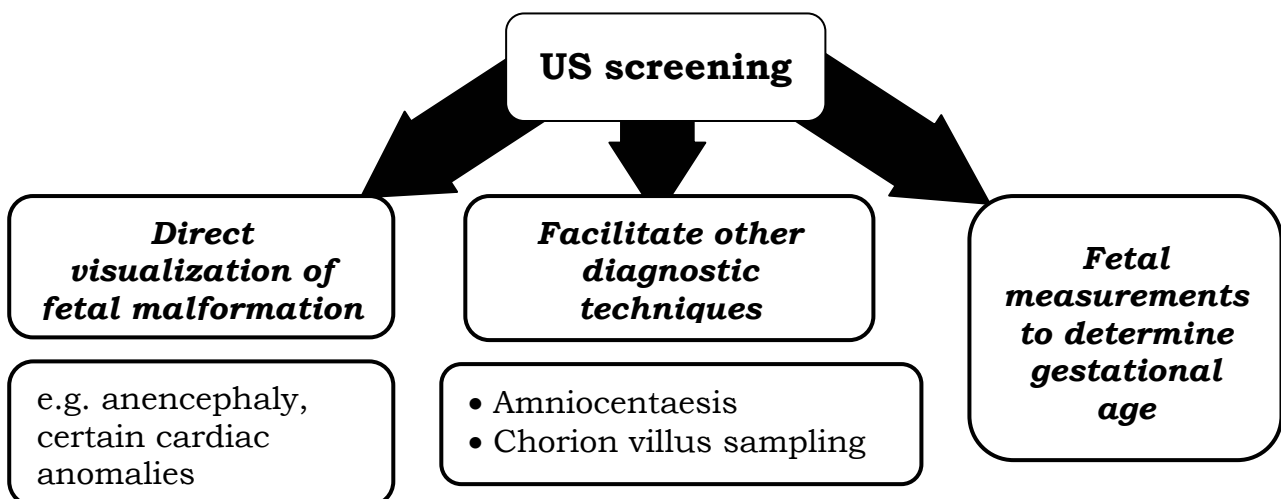 US screening
Direct
visualization of
fetal malformation
e.g. anencephaly,
certain cardiac
anomalies
Facilitate other
diagnostic
techniques
• Amniocentaesis
• Chorion villus sampling
Fetal
measurements
to determine
gestational
age